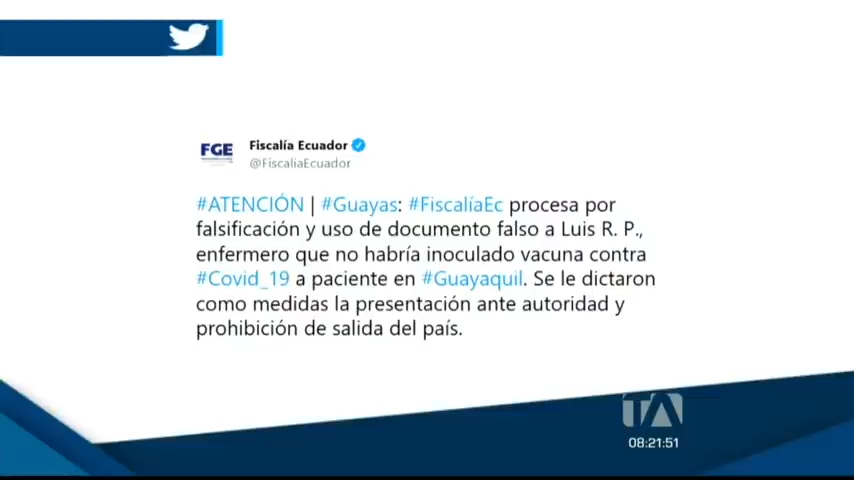 FGE
Fiscalía Ecuador
@FiscaliaEcuador
#ATENCIÓN | #Guayas: #FiscalíaEc procesa por
falsificación y uso de documento falso a Luis R. P.,
enfermero que no habría inoculado vacuna contra
#Covid_19 a paciente en #Guayaquil. Se le dictaron
como medidas la presentación ante autoridad y
prohibición de salida del país.
TA
08:21:51